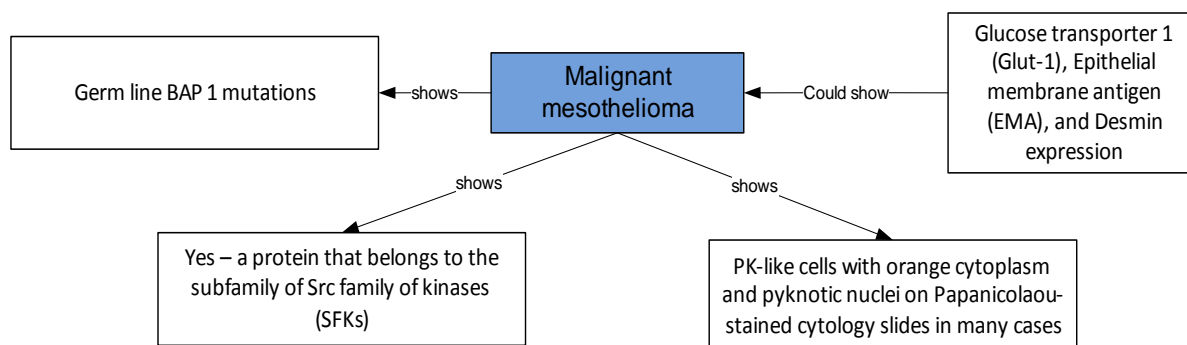 Germ line BAP 1 mutations
shows
Malignant
mesothelioma
Could show
Glucose transporter 1
(Glut-1), Epithelial
membrane antigen
(EMA), and Desmin
expression
shows
shows
Yes – a protein that belongs to the
subfamily of Src family of kinases
(SFKs)
PK-like cells with orange cytoplasm
and pyknotic nuclei on Papanicolaou-
stained cytology slides in many cases